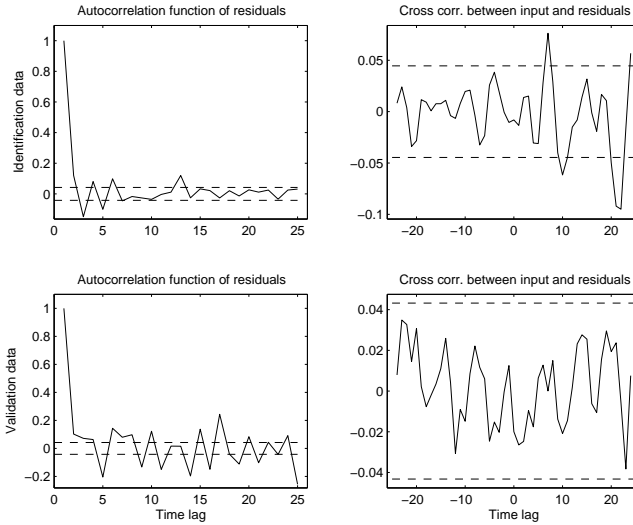 Autocorrelation function of residuals
Cross corr. between input and residuals
Identification data
1
0.8
0.6
0.4
0.2
0
0 5 10 15 20 25
0.05
0
−0.05
−0.1
−20 −10 0 10 20
Autocorrelation function of residuals
Cross corr. between input and residuals
Validation data
1
0.8
0.6
0.4
0.2
0
−0.2
0 5 10 15 20 25
Time lag
0.04
0.02
0
−0.02
−0.04
−20 −10 0 10 20
Time lag